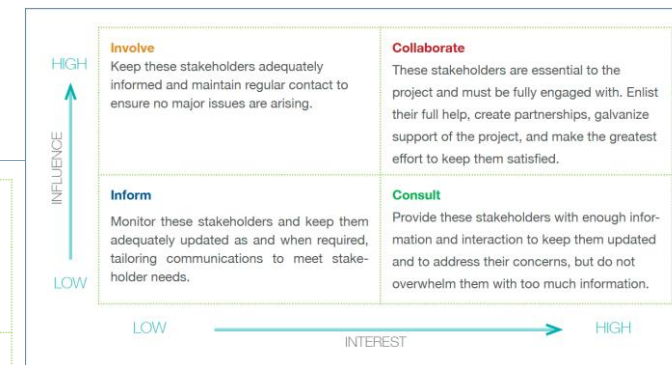 HIGH
INFLUENCE
LOW
Involve
Keep these stakeholders adequately
informed and maintain regular contact to
ensure no major issues are arising.
Collaborate
These stakeholders are essential to the
project and must be fully engaged with. Enlist
their full help, create partnerships, galvanize
support of the project, and make the greatest
effort to keep them satisfied.
Inform
Monitor these stakeholders and keep them
adequately updated as and when required,
tailoring communications to meet stake-
holder needs.
Consult
Provide these stakeholders with enough infor-
mation and interaction to keep them updated
and to address their concerns, but do not
overwhelm them with too much information.
LOW
INTEREST
HIGH